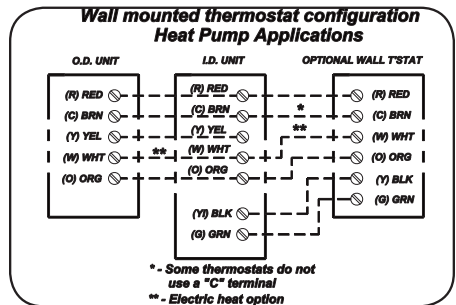 Wall mounted thermostat configuration
Heat Pump Applications
O.D. UNIT I.D. UNIT OPTIONAL WALL T'STAT
(R) RED (R) RED (R) RED
(C) BRN (C) BRN * (C) BRN
(Y) YEL (Y) YEL ** (W) WHT
(W) WHT ** (W) WHT (O) ORG
(O) ORG (O) ORG (Y) BLK
(YI) BLK (G) GRN
(G) GRN
* - Some thermostats do not
use a "C" terminal
** - Electric heat option